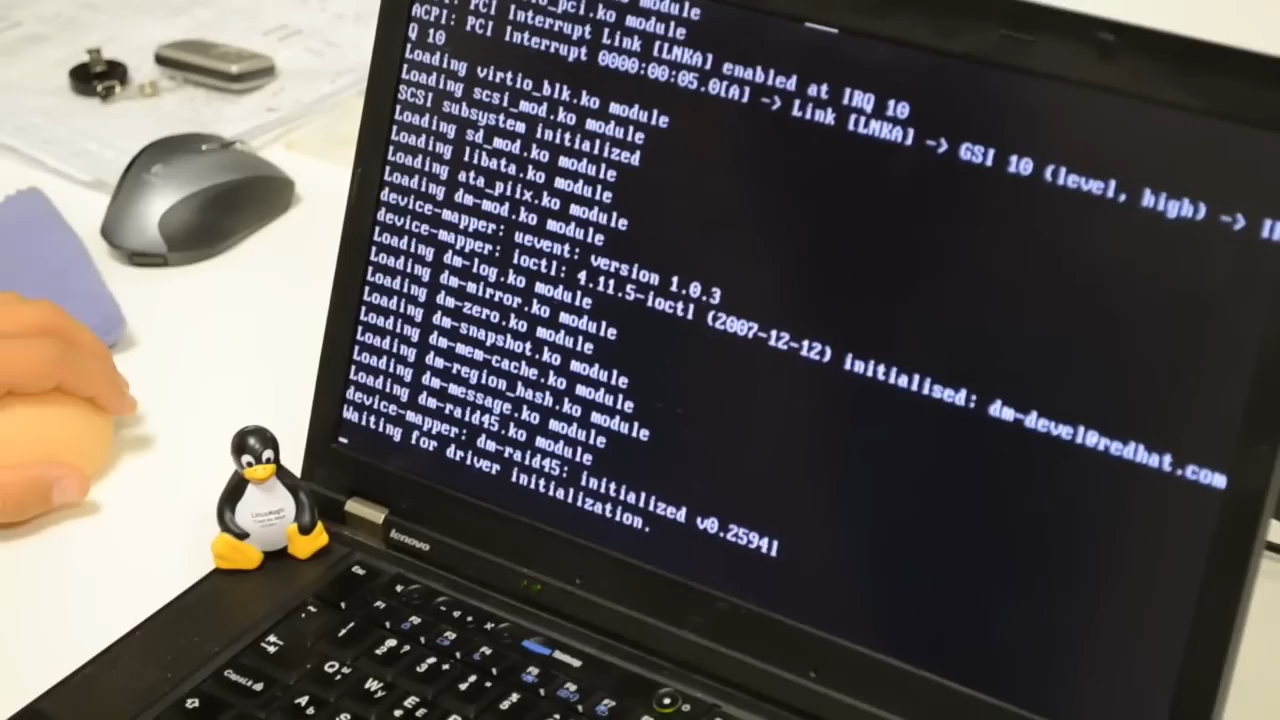 _pci.ko module
PCI Interrupt Link [LNKA] enabled at IRQ 10
ACPI: PCI Interrupt 0000:00:05.0[A] -> Link [LNKA] -> GSI 10 (level, high) ->
Q 10
Loading virtio_blk.ko module
Loading scsi_mod.ko module
SCSI subsystem initialized
Loading sd_mod.ko module
Loading libata.ko module
Loading ata_piix.ko module
Loading dm-mod.ko module
device-mapper: uevent: version 1.0.3
device-mapper: ioctl: 4.11.5-ioctl (2007-12-12) initialised: dm-devel@redhat.com
Loading dm-log.ko module
Loading dm-mirror.ko module
Loading dm-zero.ko module
Loading dm-snapshot.ko module
Loading dm-mem-cache.ko module
Loading dm-region_hash.ko module
Loading dm-message.ko module
Loading dm-raid45.ko module
device-mapper: dm-raid45: initialized v0.2594l
Waiting for driver initialization.
lenovo
Esc
F1
Q
W
E
CapsLk
A
S